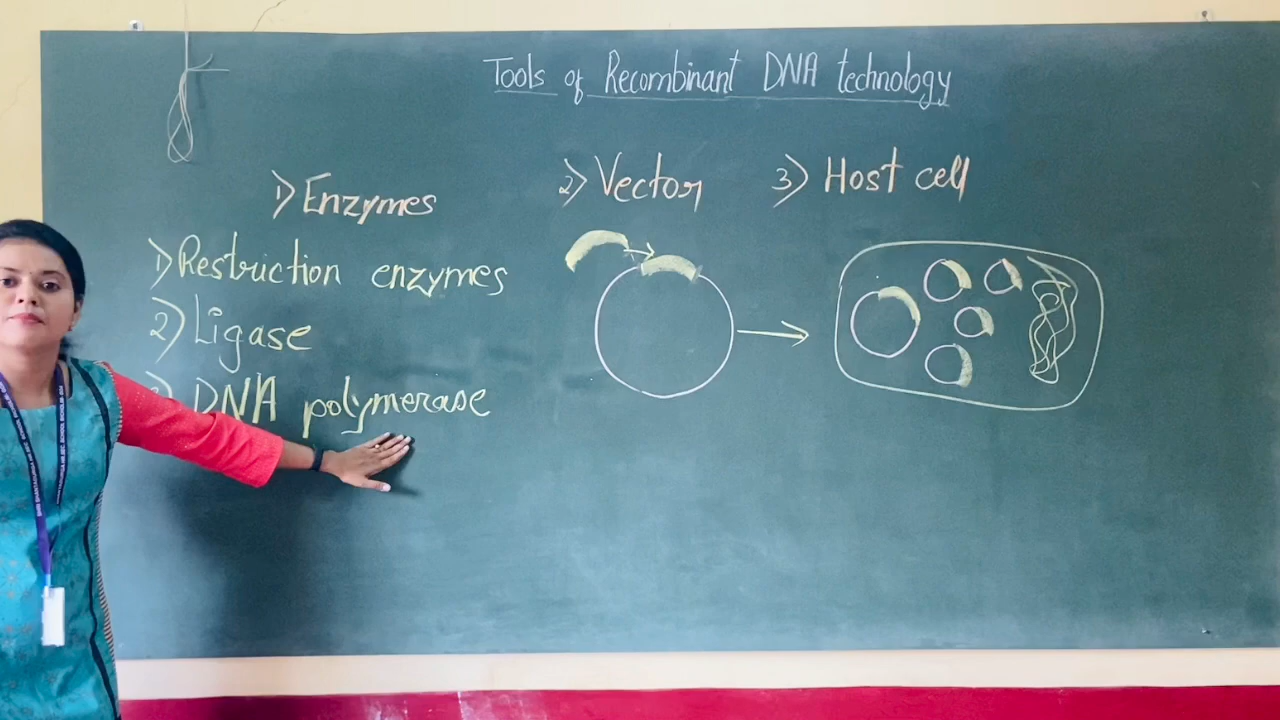 Tools of Recombinant DNA technology
1) Enzymes
1) Restriction enzymes
2) Ligase
DNA polymerase
2) Vector
3) Host cell